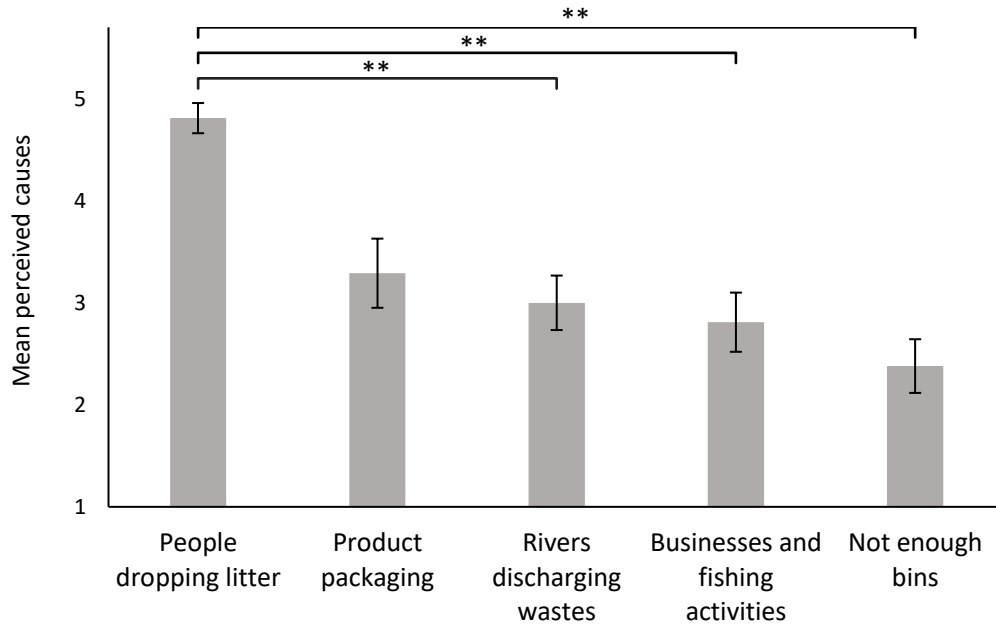 **
**
**
5
4
3
2
1
Mean perceived causes
People
dropping litter
Product
packaging
Rivers
discharging
wastes
Businesses and
fishing
activities
Not enough
bins